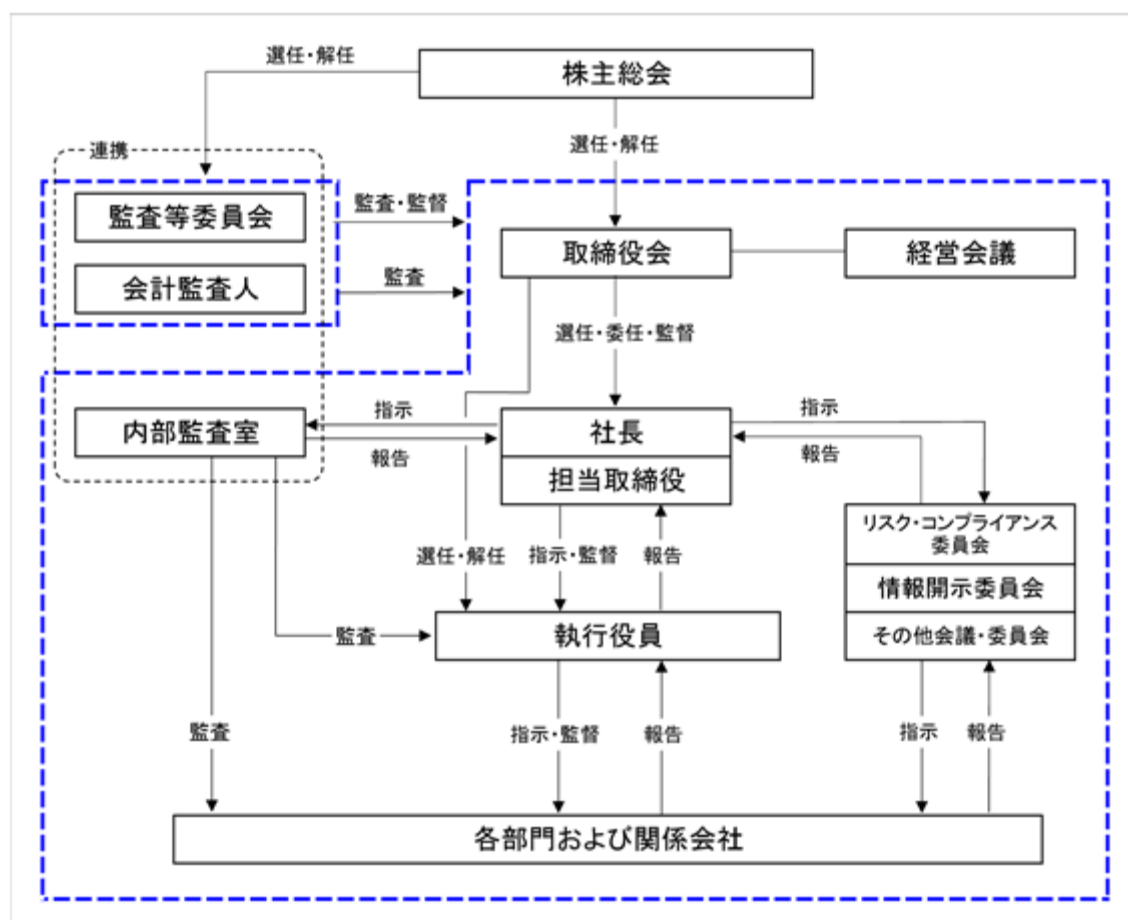 選任・解任
株主総会
選任・解任
連携
監査等委員会
監査・監督
取締役会
経営会議
会計監査人
監査
選任・委任・監督
内部監査室
指示
報告
社長
担当取締役
指示
報告
リスク・コンプライアンス
委員会
情報開示委員会
その他会議・委員会
選任・解任
指示・監督
報告
監査
執行役員
監査
指示・監督
報告
指示
報告
各部門および関係会社